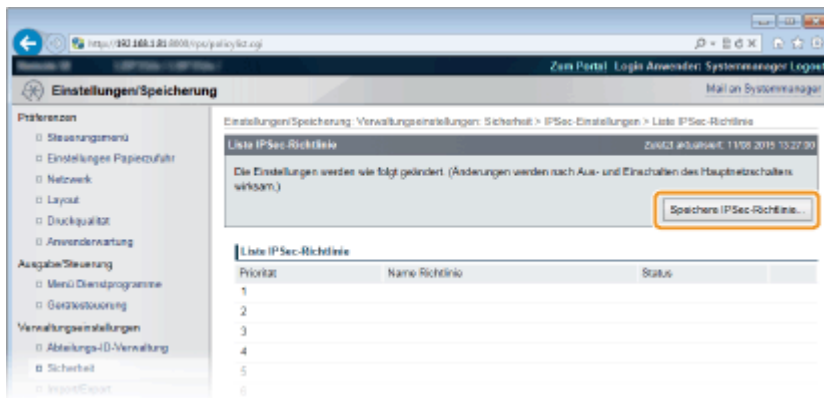 Zum Portal Login Anwender: Systemmanager Logout
Einstellungen/Speicherung
Mail an Systemmanager
Präferenzen
Steuerungsmenü
Einstellungen Papierzufuhr
Netzwerk
Layout
Druckqualität
Anwenderwartung
Ausgabe/Steuerung
Menü Dienstprogramme
Gerätesteuerung
Verwaltungseinstellungen
Abteilungs-ID-Verwaltung
Sicherheit
Import/Export
Einstellungen/Speicherung: Verwaltungseinstellungen: Sicherheit > IPSec-Einstellungen > Liste IPSec-Richtlinie
Liste IPSec-Richtlinie
Zuletzt aktualisiert: 2015 13:27:
Die Einstellungen werden wie folgt geändert. (Änderungen werden nach Aus- und Einschalten des Hauptnetzschalters
wirksam.)
Speichere IPSec-Richtlinie...
Liste IPSec-Richtlinie
Priorität Name Richtlinie Status
1
2
3
4
5
6